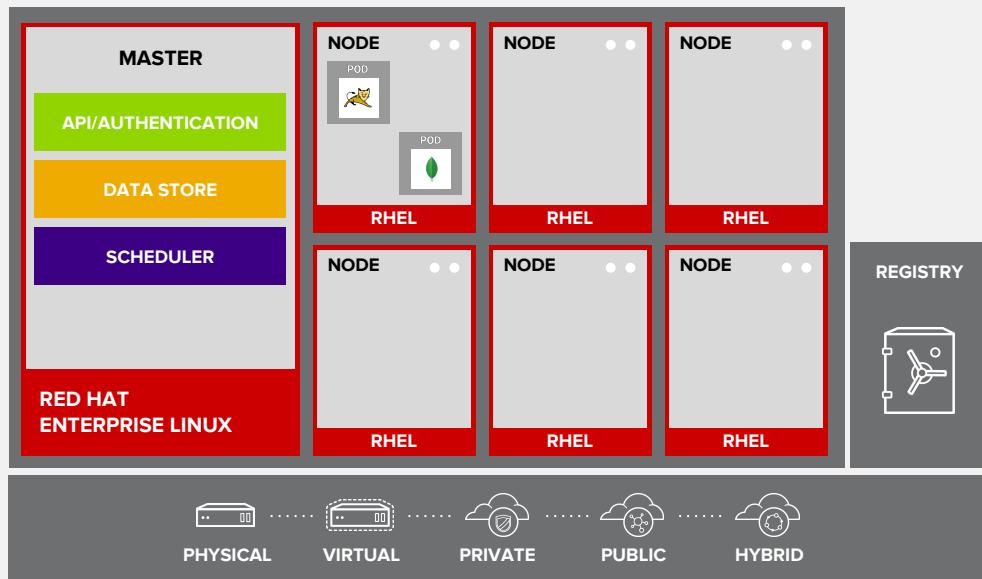 MASTER
API/AUTHENTICATION
DATA STORE
SCHEDULER
RED HAT
ENTERPRISE LINUX
NODE
POD
POD
RHEL
NODE
RHEL
NODE
RHEL
NODE
RHEL
NODE
RHEL
NODE
RHEL
REGISTRY
PHYSICAL
VIRTUAL
PRIVATE
PUBLIC
HYBRID